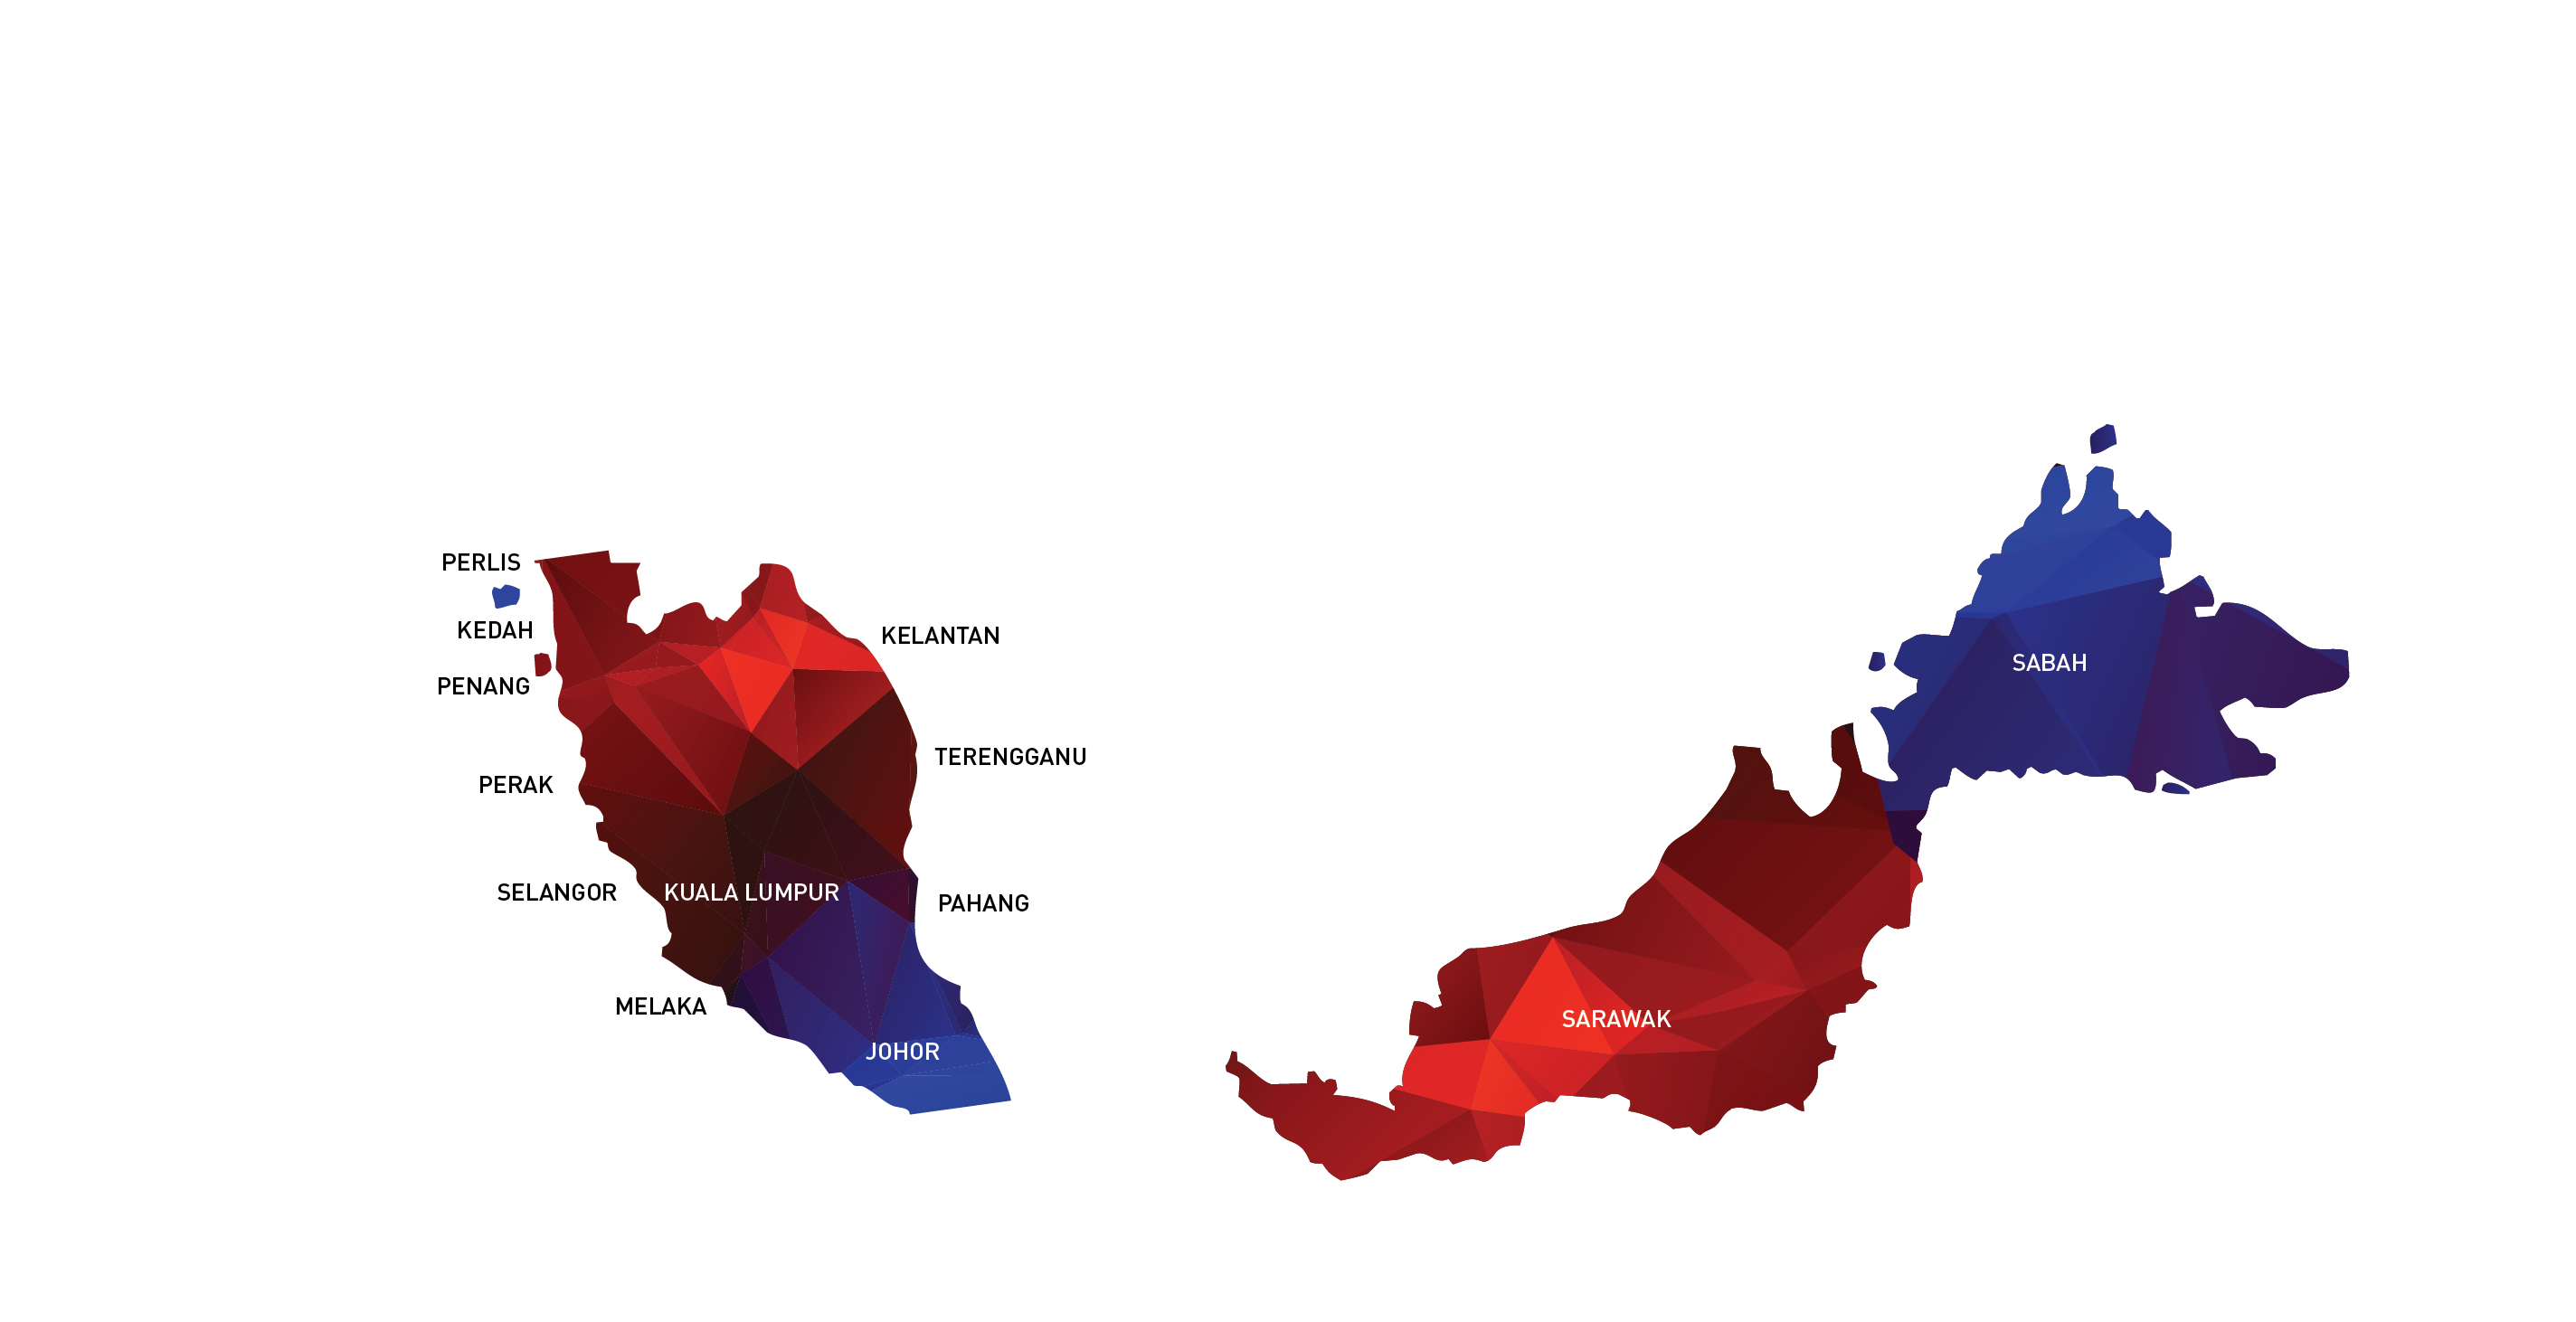 PERLIS
KEDAH
PENANG
PERAK
SELANGOR
KUALA LUMPUR
MELAKA
JOHOR
KELANTAN
TERENGGANU
PAHANG
SARAWAK
SABAH